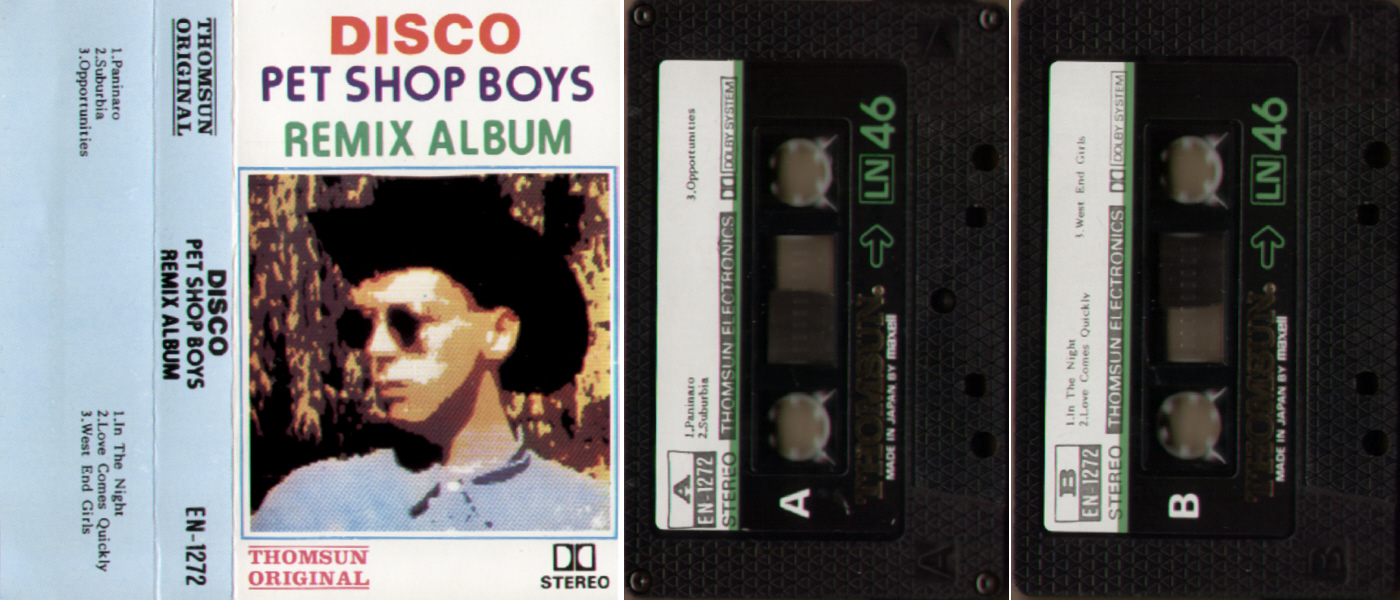 1.Paninaro
2.Suburbia
3.Opportunities
1.In The Night
2.Love Comes Quickly
3.West End Girls
THOMSUN
ORIGINAL
DISCO
PET SHOP BOYS
REMIX ALBUM
EN-1272
DISCO
PET SHOP BOYS
REMIX ALBUM
THOMSUN
ORIGINAL
STEREO
A
EN-1272
STEREO
1.Paninaro
2.Suburbia
3.Opportunities
THOMSUN ELECTRONICS
DOLBY SYSTEM
A
LN 46
THOMSUN
MADE IN JAPAN BY maxell
A
B
EN-1272
STEREO
1.In The Night
2.Love Comes Quickly
3.West End Girls
THOMSUN ELECTRONICS
DOLBY SYSTEM
B
LN 46
THOMSUN
MADE IN JAPAN BY maxell
B